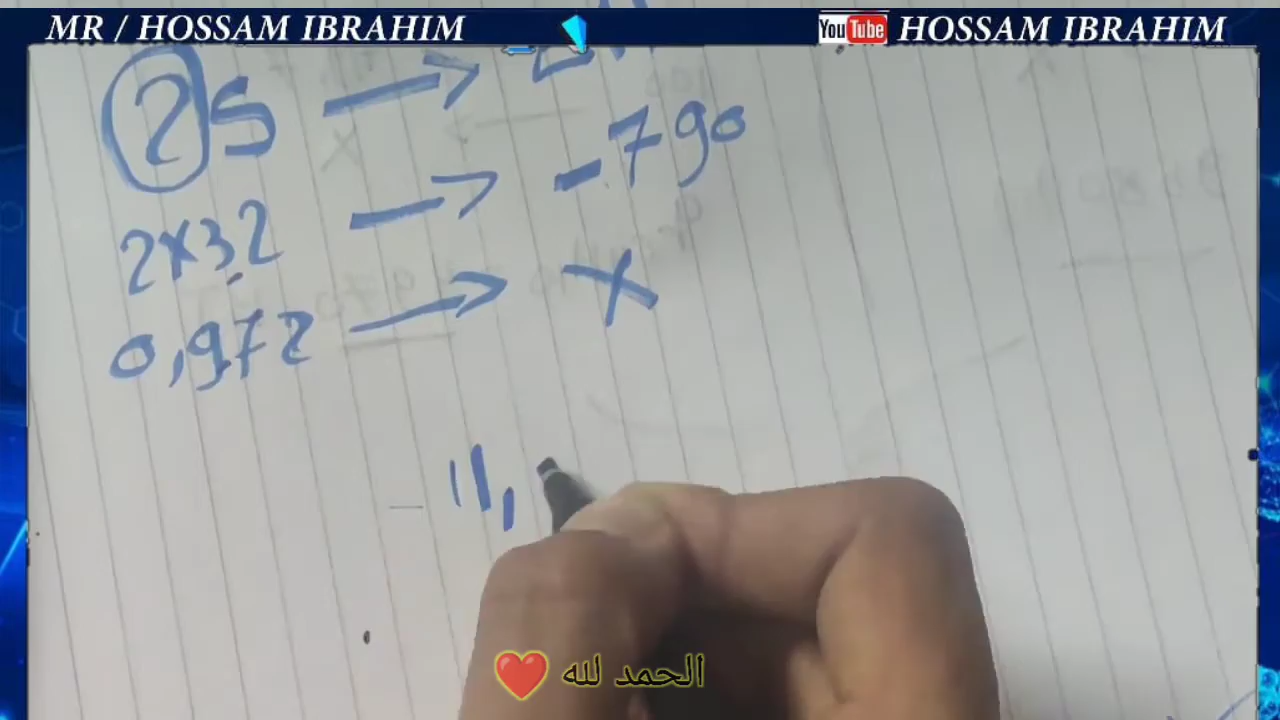 MR / HOSSAM IBRAHIM
YouTube HOSSAM IBRAHIM
2S →
2x32 → -790
0,972 → X
11,
الحمد لله